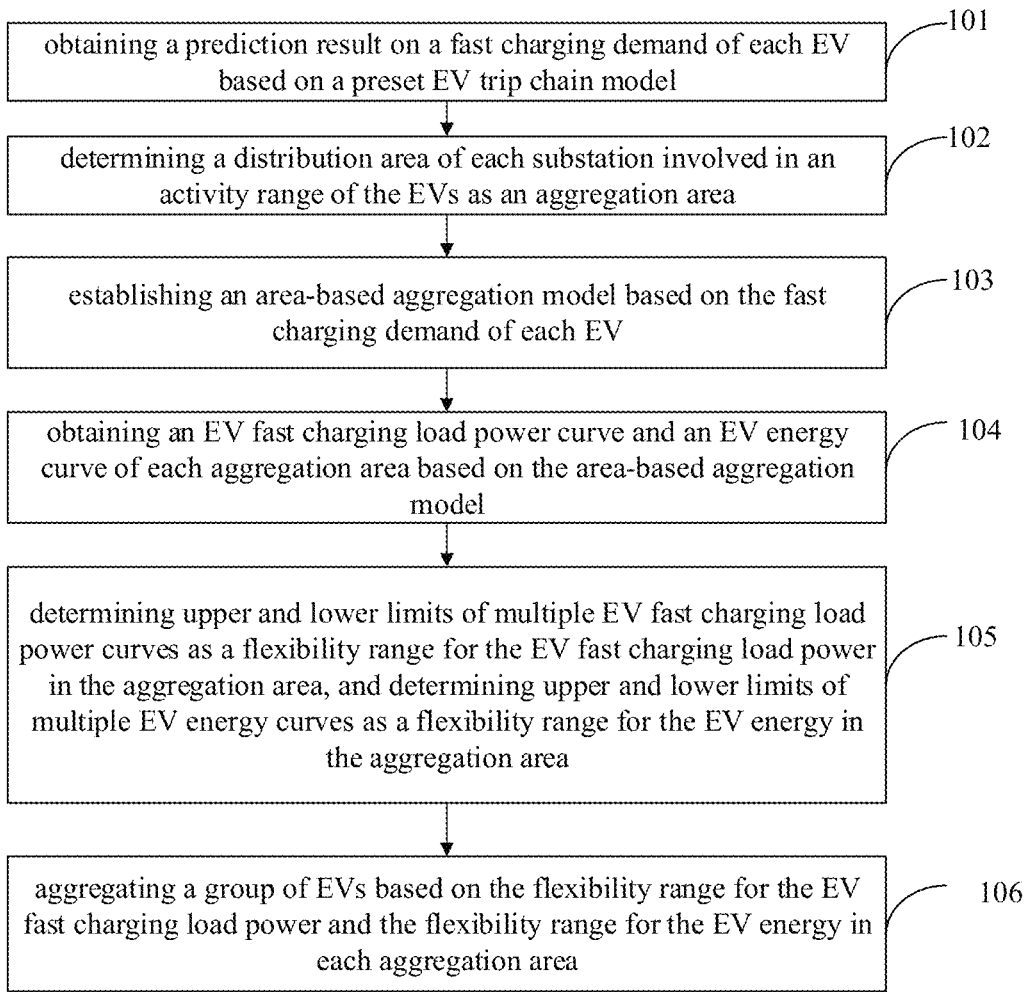 obtaining a prediction result on a fast charging demand of each EV
based on a preset EV trip chain model
101
determining a distribution area of each substation involved in an
activity range of the EVs as an aggregation area
102
establishing an area-based aggregation model based on the fast
charging demand of each EV
103
obtaining an EV fast charging load power curve and an EV energy
curve of each aggregation area based on the area-based aggregation
model
104
determining upper and lower limits of multiple EV fast charging load
power curves as a flexibility range for the EV fast charging load power
in the aggregation area, and determining upper and lower limits of
multiple EV energy curves as a flexibility range for the EV energy in
the aggregation area
105
aggregating a group of EVs based on the flexibility range for the EV
fast charging load power and the flexibility range for the EV energy in
each aggregation area
106